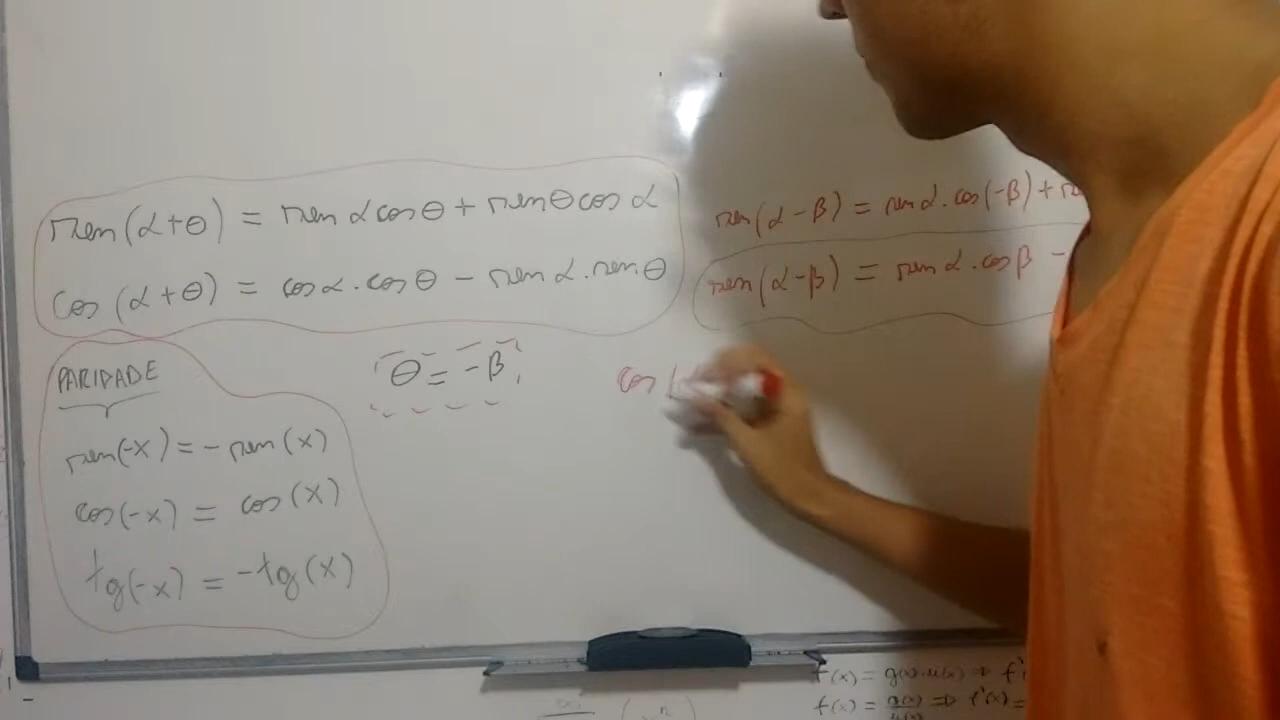 sen(α+θ) = sen α cos θ + sen θ cos α
cos (α+θ) = cos α . cos θ - sen α . sen θ
sen(α-β) = sen α . cos(-β) +
sen(α-β) = sen α . cos β -
PARIDADE
sen(-x) = - sen (x)
cos(-x) = cos (x)
tg(-x) = -tg(x)
θ = -β
cos (
f(x) = g(x).u(x) ⇒ f'
f(x) = g(x)/u(x) ⇒ f'(x) =